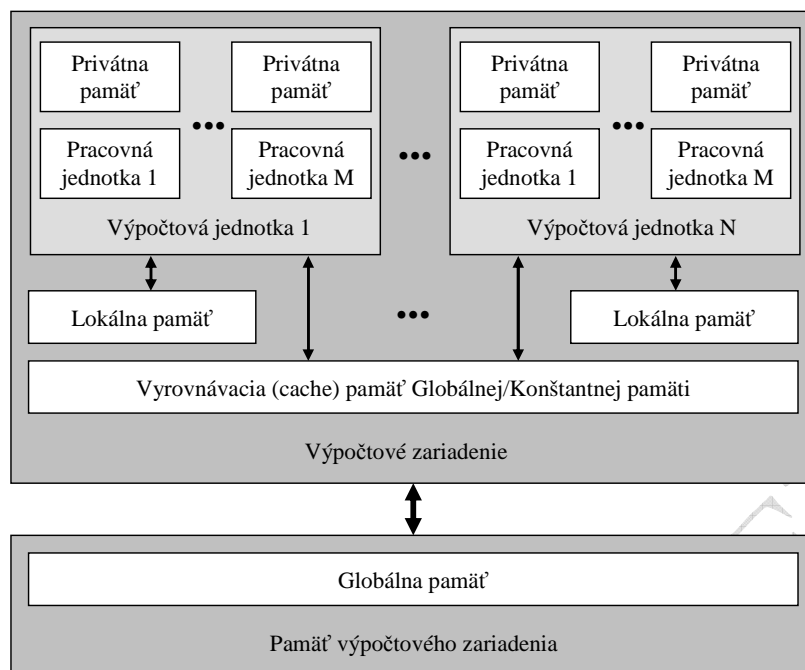 Privátna
pamäť
Privátna
pamäť
Privátna
pamäť
Privátna
pamäť
Pracovná
jednotka 1
Pracovná
jednotka M
Pracovná
jednotka 1
Pracovná
jednotka M
Výpočtová jednotka 1
Výpočtová jednotka N
Lokálna pamäť
Lokálna pamäť
Vyrovnávacia (cache) pamäť Globálnej/Konštantnej pamäti
Výpočtové zariadenie
Globálna pamäť
Pamäť výpočtového zariadenia